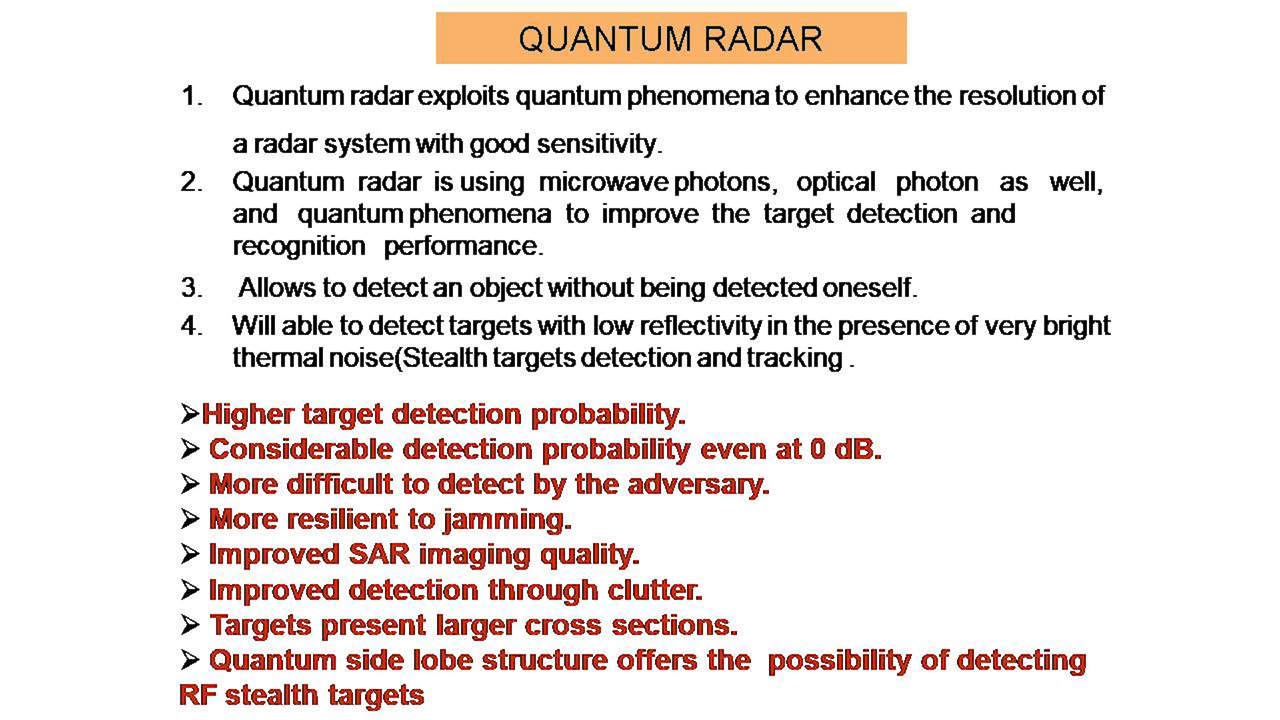 QUANTUM RADAR
1. Quantum radar exploits quantum phenomena to enhance the resolution of
a radar system with good sensitivity.
2. Quantum radar is using microwave photons, optical photon as well,
and quantum phenomena to improve the target detection and
recognition performance.
3. Allows to detect an object without being detected oneself.
4. Will able to detect targets with low reflectivity in the presence of very bright
thermal noise(Stealth targets detection and tracking .
➢Higher target detection probability.
➢ Considerable detection probability even at 0 dB.
➢ More difficult to detect by the adversary.
➢ More resilient to jamming.
➢ Improved SAR imaging quality.
➢ Improved detection through clutter.
➢ Targets present larger cross sections.
➢ Quantum side lobe structure offers the possibility of detecting
RF stealth targets